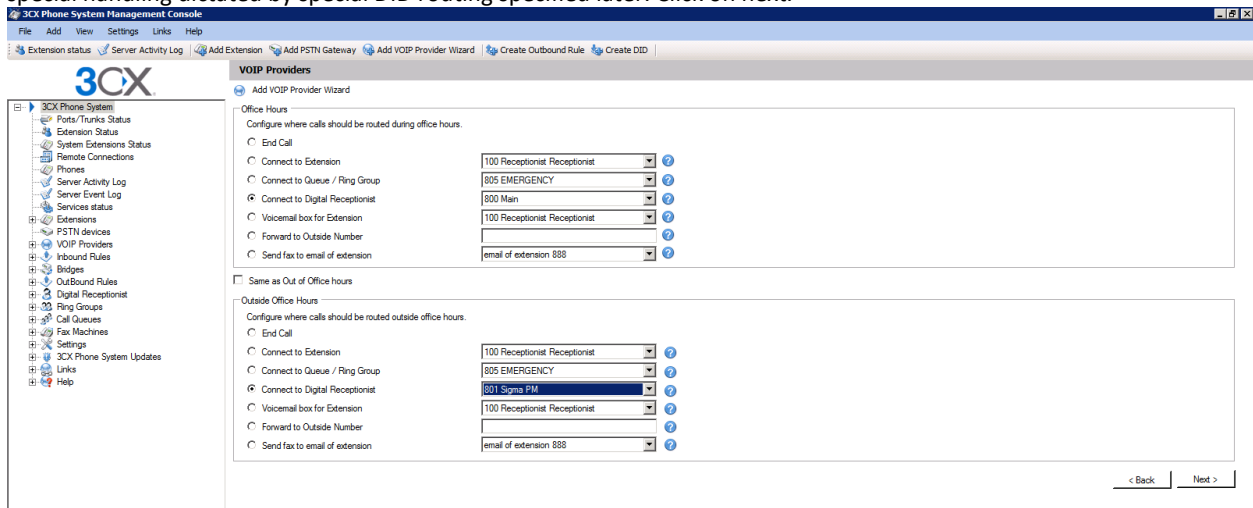 special handling dictated by special DID routing specified later. Click on next.
3CX Phone System Management Console
File Add View Settings Links Help
Extension status Server Activity Log Add Extension Add PSTN Gateway Add VOIP Provider Wizard Create Outbound Rule Create DID
3CX
VOIP Providers
Add VOIP Provider Wizard
3CX Phone System
Ports/Trunks Status
Extension Status
System Extensions Status
Remote Connections
Phones
Server Activity Log
Server Event Log
Services status
Extensions
PSTN devices
VOIP Providers
Inbound Rules
Bridges
OutBound Rules
Digital Receptionist
Ring Groups
Call Queues
Fax Machines
Settings
3CX Phone System Updates
Links
Help
Office Hours
Configure where calls should be routed during office hours.
End Call
Connect to Extension 100 Receptionist Receptionist ?
Connect to Queue / Ring Group 805 EMERGENCY ?
Connect to Digital Receptionist 800 Main ?
Voicemail box for Extension 100 Receptionist Receptionist ?
Forward to Outside Number ?
Send fax to email of extension email of extension 888 ?
Same as Out of Office hours
Outside Office Hours
Configure where calls should be routed outside office hours.
End Call
Connect to Extension 100 Receptionist Receptionist ?
Connect to Queue / Ring Group 805 EMERGENCY ?
Connect to Digital Receptionist 801 Sigma PM ?
Voicemail box for Extension 100 Receptionist Receptionist ?
Forward to Outside Number ?
Send fax to email of extension email of extension 888 ?
< Back Next >